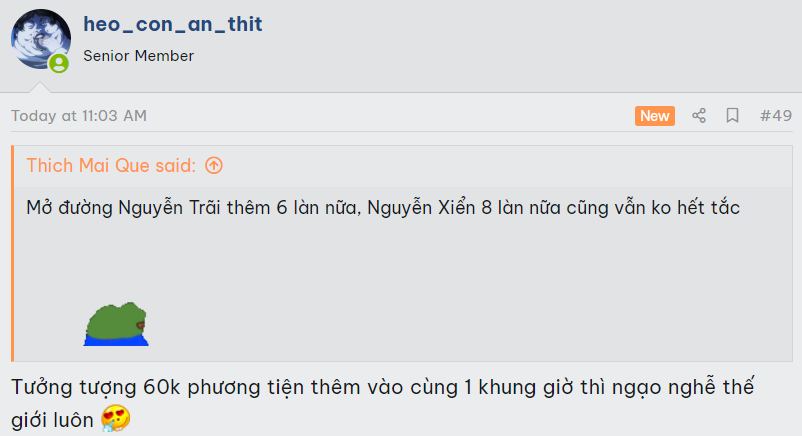 heo_con_an_thit
Senior Member
Today at 11:03 AM
New
#49
Thich Mai Que said:
Mở đường Nguyễn Trãi thêm 6 làn nữa, Nguyễn Xiển 8 làn nữa cũng vẫn ko hết tắc
Tưởng tượng 60k phương tiện thêm vào cùng 1 khung giờ thì ngạo nghễ thế
giới luôn